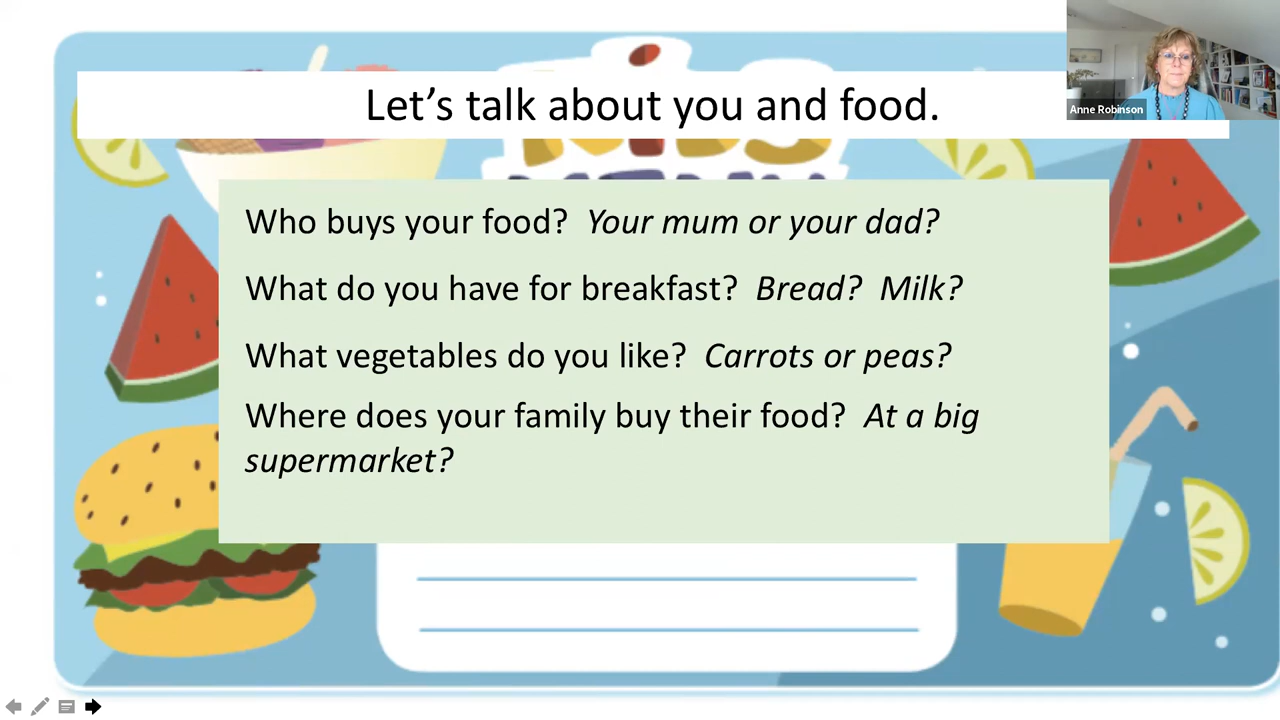 Let's talk about you and food.
Anne Robinson
Who buys your food? Your mum or your dad?
What do you have for breakfast? Bread? Milk?
What vegetables do you like? Carrots or peas?
Where does your family buy their food? At a big
supermarket?